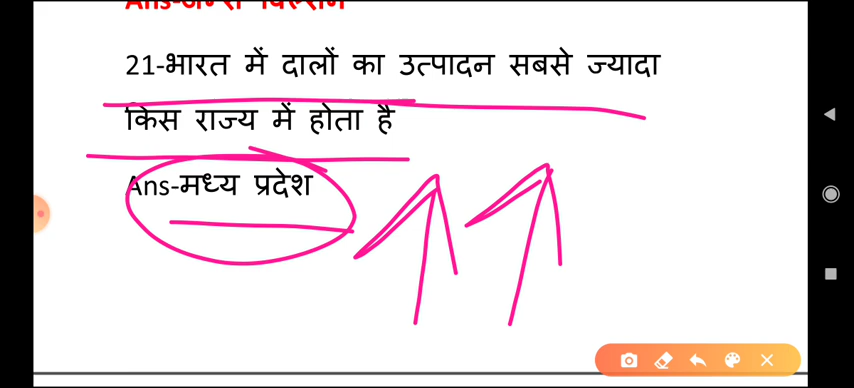 21-भारत में दालों का उत्पादन सबसे ज्यादा
किस राज्य में होता है
Ans-मध्य प्रदेश